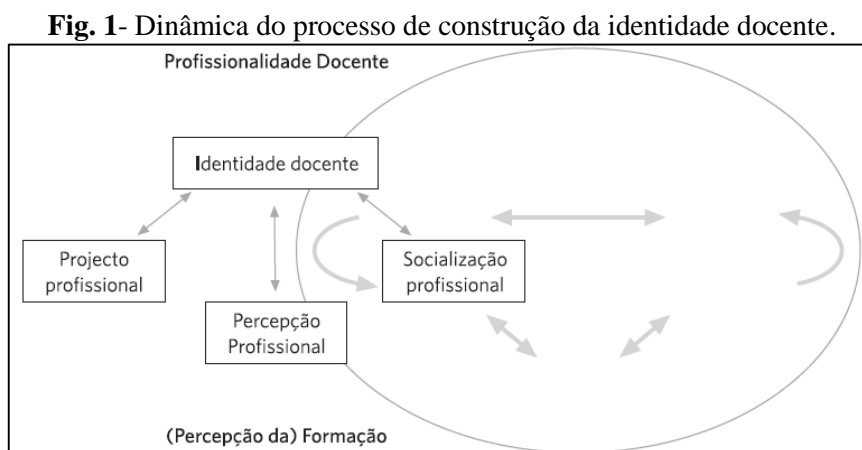 Fig. 1- Dinâmica do processo de construção da identidade docente.
Profissionalidade Docente
Identidade docente
Projecto
profissional
Socialização
profissional
Percepção
Profissional
(Percepção da) Formação